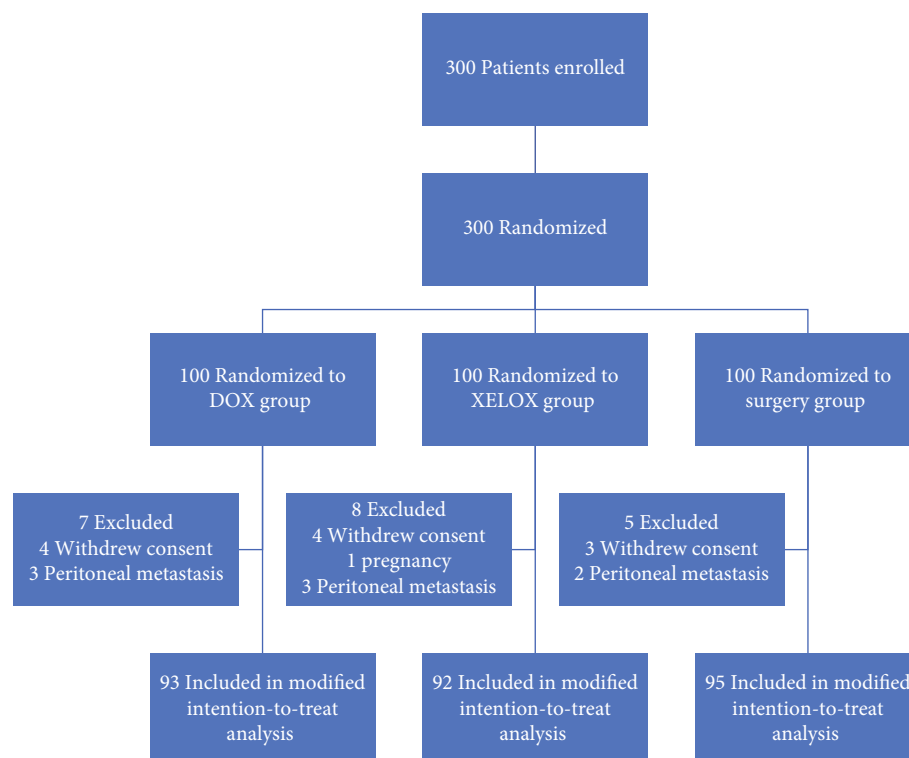 300 Patients enrolled
300 Randomized
100 Randomized to
DOX group
100 Randomized to
XELOX group
100 Randomized to
surgery group
7 Excluded
4 Withdrew consent
3 Peritoneal metastasis
8 Excluded
4 Withdrew consent
1 pregnancy
3 Peritoneal metastasis
5 Excluded
3 Withdrew consent
2 Peritoneal metastasis
93 Included in modified
intention-to-treat
analysis
92 Included in modified
intention-to-treat
analysis
95 Included in modified
intention-to-treat
analysis